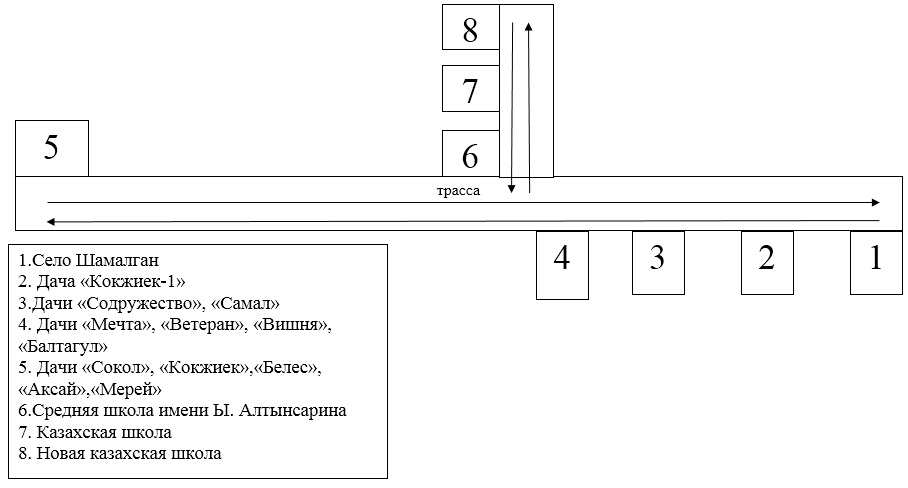 8
7
6
5
трасса
4 3 2 1
1.Село Шамалган
2. Дача «Кокжиек-1»
3.Дачи «Содружество», «Самал»
4. Дачи «Мечта», «Ветеран», «Вишня»,
«Балтагул»
5. Дачи «Сокол», «Кокжиек»,«Белес»,
«Аксай»,«Мерей»
6.Средняя школа имени Ы. Алтынсарина
7. Казахская школа
8. Новая казахская школа